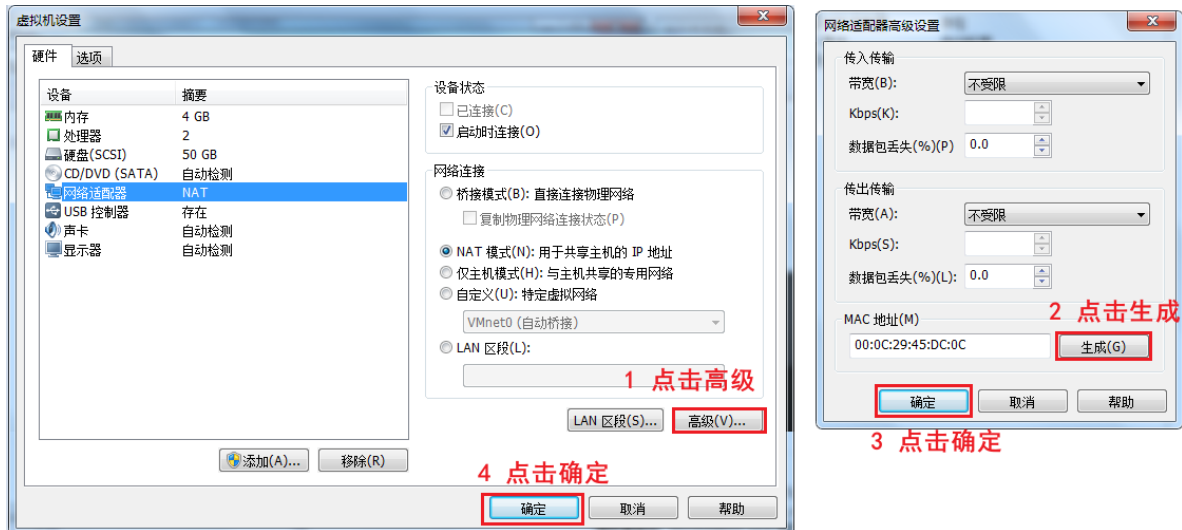 虚拟机设置
硬件 选项
设备 摘要
内存 4 GB
处理器 2
硬盘(SCSI) 50 GB
CD/DVD (SATA) 自动检测
网络适配器 NAT
USB 控制器 存在
声卡 自动检测
显示器 自动检测
添加(A)... 移除(R)
设备状态
已连接(C)
启动时连接(O)
网络连接
桥接模式(B): 直接连接物理网络
复制物理网络连接状态(P)
NAT 模式(N): 用于共享主机的 IP 地址
仅主机模式(H): 与主机共享的专用网络
自定义(U): 特定虚拟网络
VMnet0 (自动桥接)
LAN 区段(L):
1 点击高级
LAN 区段(S)... 高级(V)...
4 点击确定
确定 取消 帮助
网络适配器高级设置
传入传输
带宽(B): 不受限
Kbps(K):
数据包丢失(%)(P) 0.0
传出传输
带宽(A): 不受限
Kbps(S):
数据包丢失(%)(L): 0.0
2 点击生成
MAC 地址(M)
00:0C:29:45:DC:0C 生成(G)
确定 取消 帮助
3 点击确定